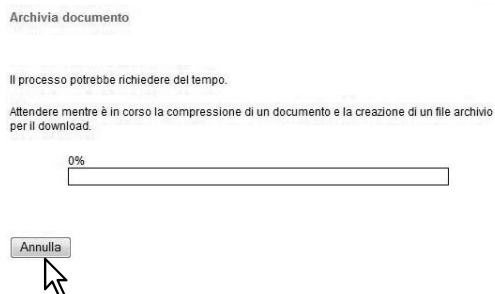 Archivia documento
Il processo potrebbe richiedere del tempo.
Attendere mentre è in corso la compressione di un documento e la creazione di un file archivio
per il download.
0%
Annulla